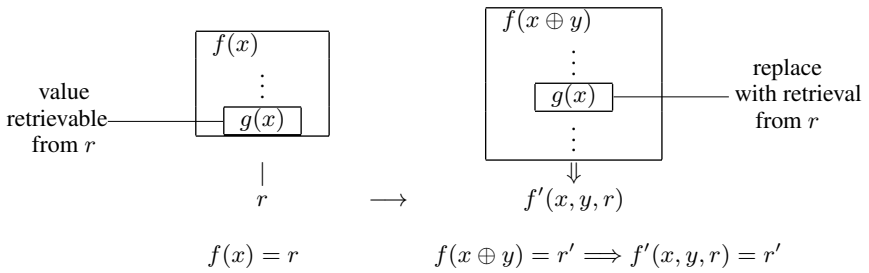 f(x)
⋮
g(x)
value
retrievable
from r
r
f(x) = r
⟶
f(x ⊕ y)
⋮
g(x)
⋮
replace
with retrieval
from r
⇓
f′(x, y, r)
f(x ⊕ y) = r′ ⟹ f′(x, y, r) = r′